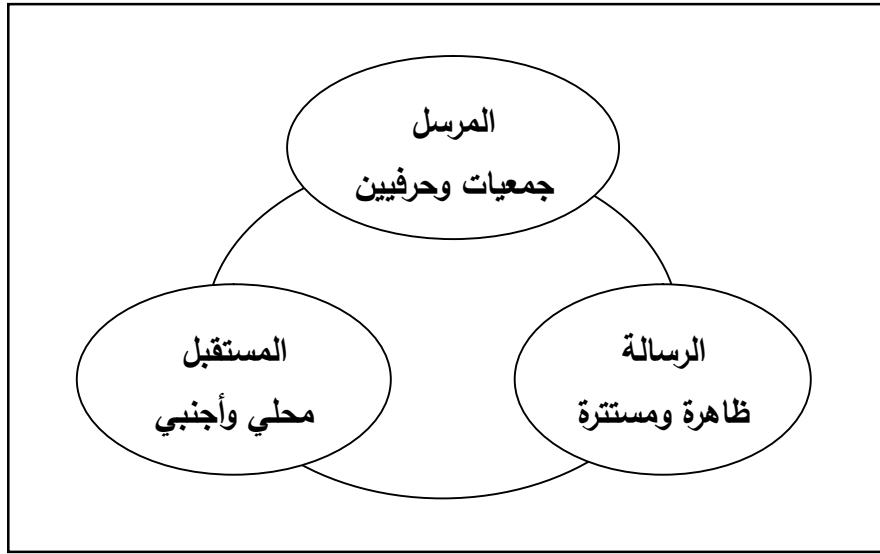 المرسل
جمعيات وحرفيين
الرسالة
ظاهرة ومستترة
المستقبل
محلي وأجنبي